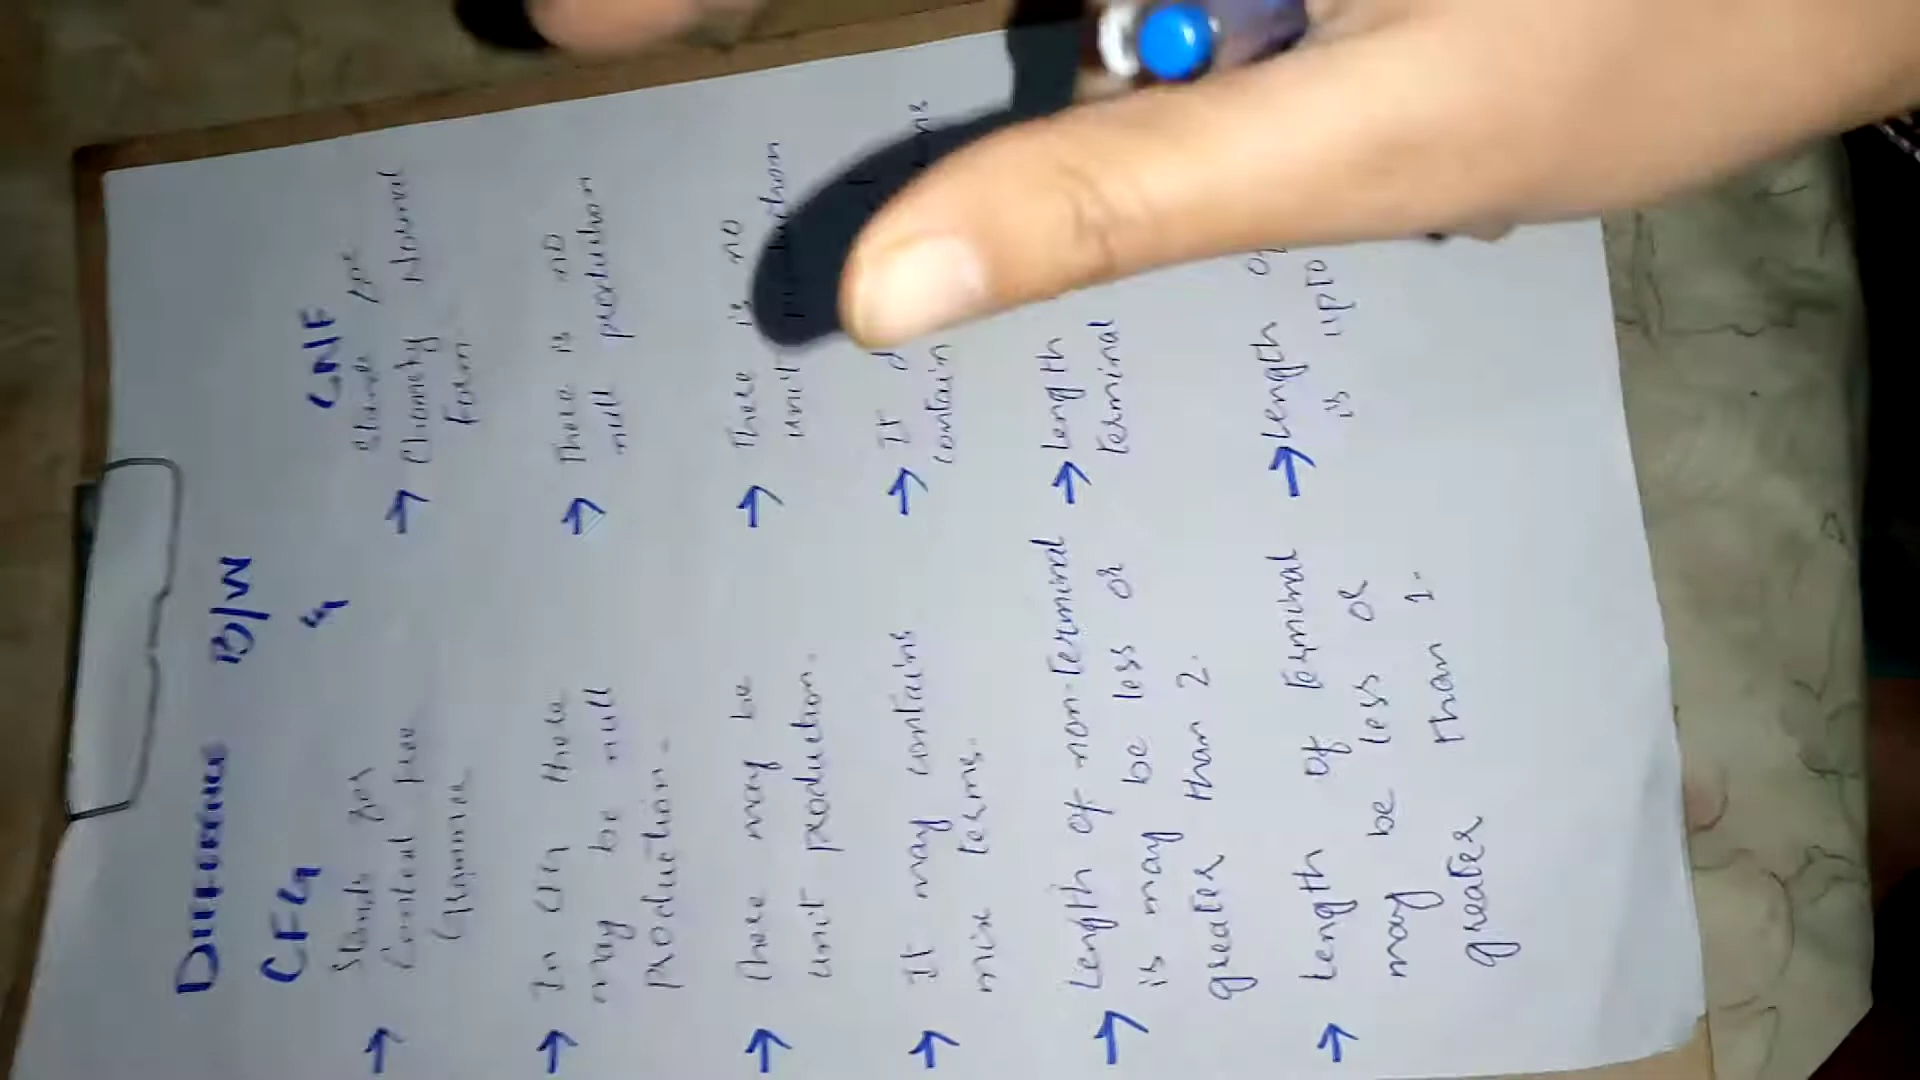 DIFFERENCE B/W
CFG & CNF
→ Stands for
Context free
Grammar
→ In CFG there
may be null
production.
→ There may be
unit production.
→ It may contains
mix terms.
→ Length of non-terminal
is may be less or
greater than 2.
→ Length of terminal
may be less or
greater than 1.
Stands for
→ Chomsky Normal
Form
→ There is no
null production
→ There is no
unit production
→ It
contain
→ Length
terminal
→ Length of
is upto